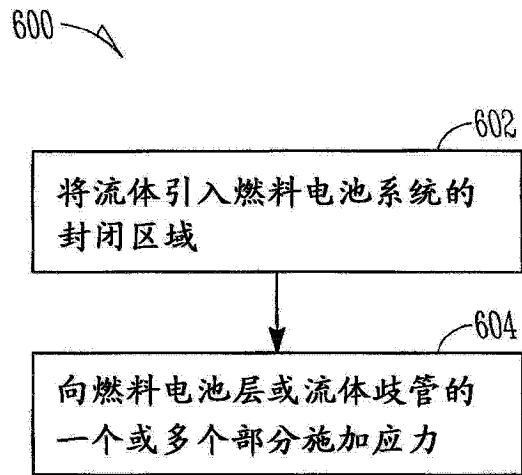 600
602
将流体引入燃料电池系统的
封闭区域
604
向燃料电池层或流体歧管的
一个或多个部分施加应力